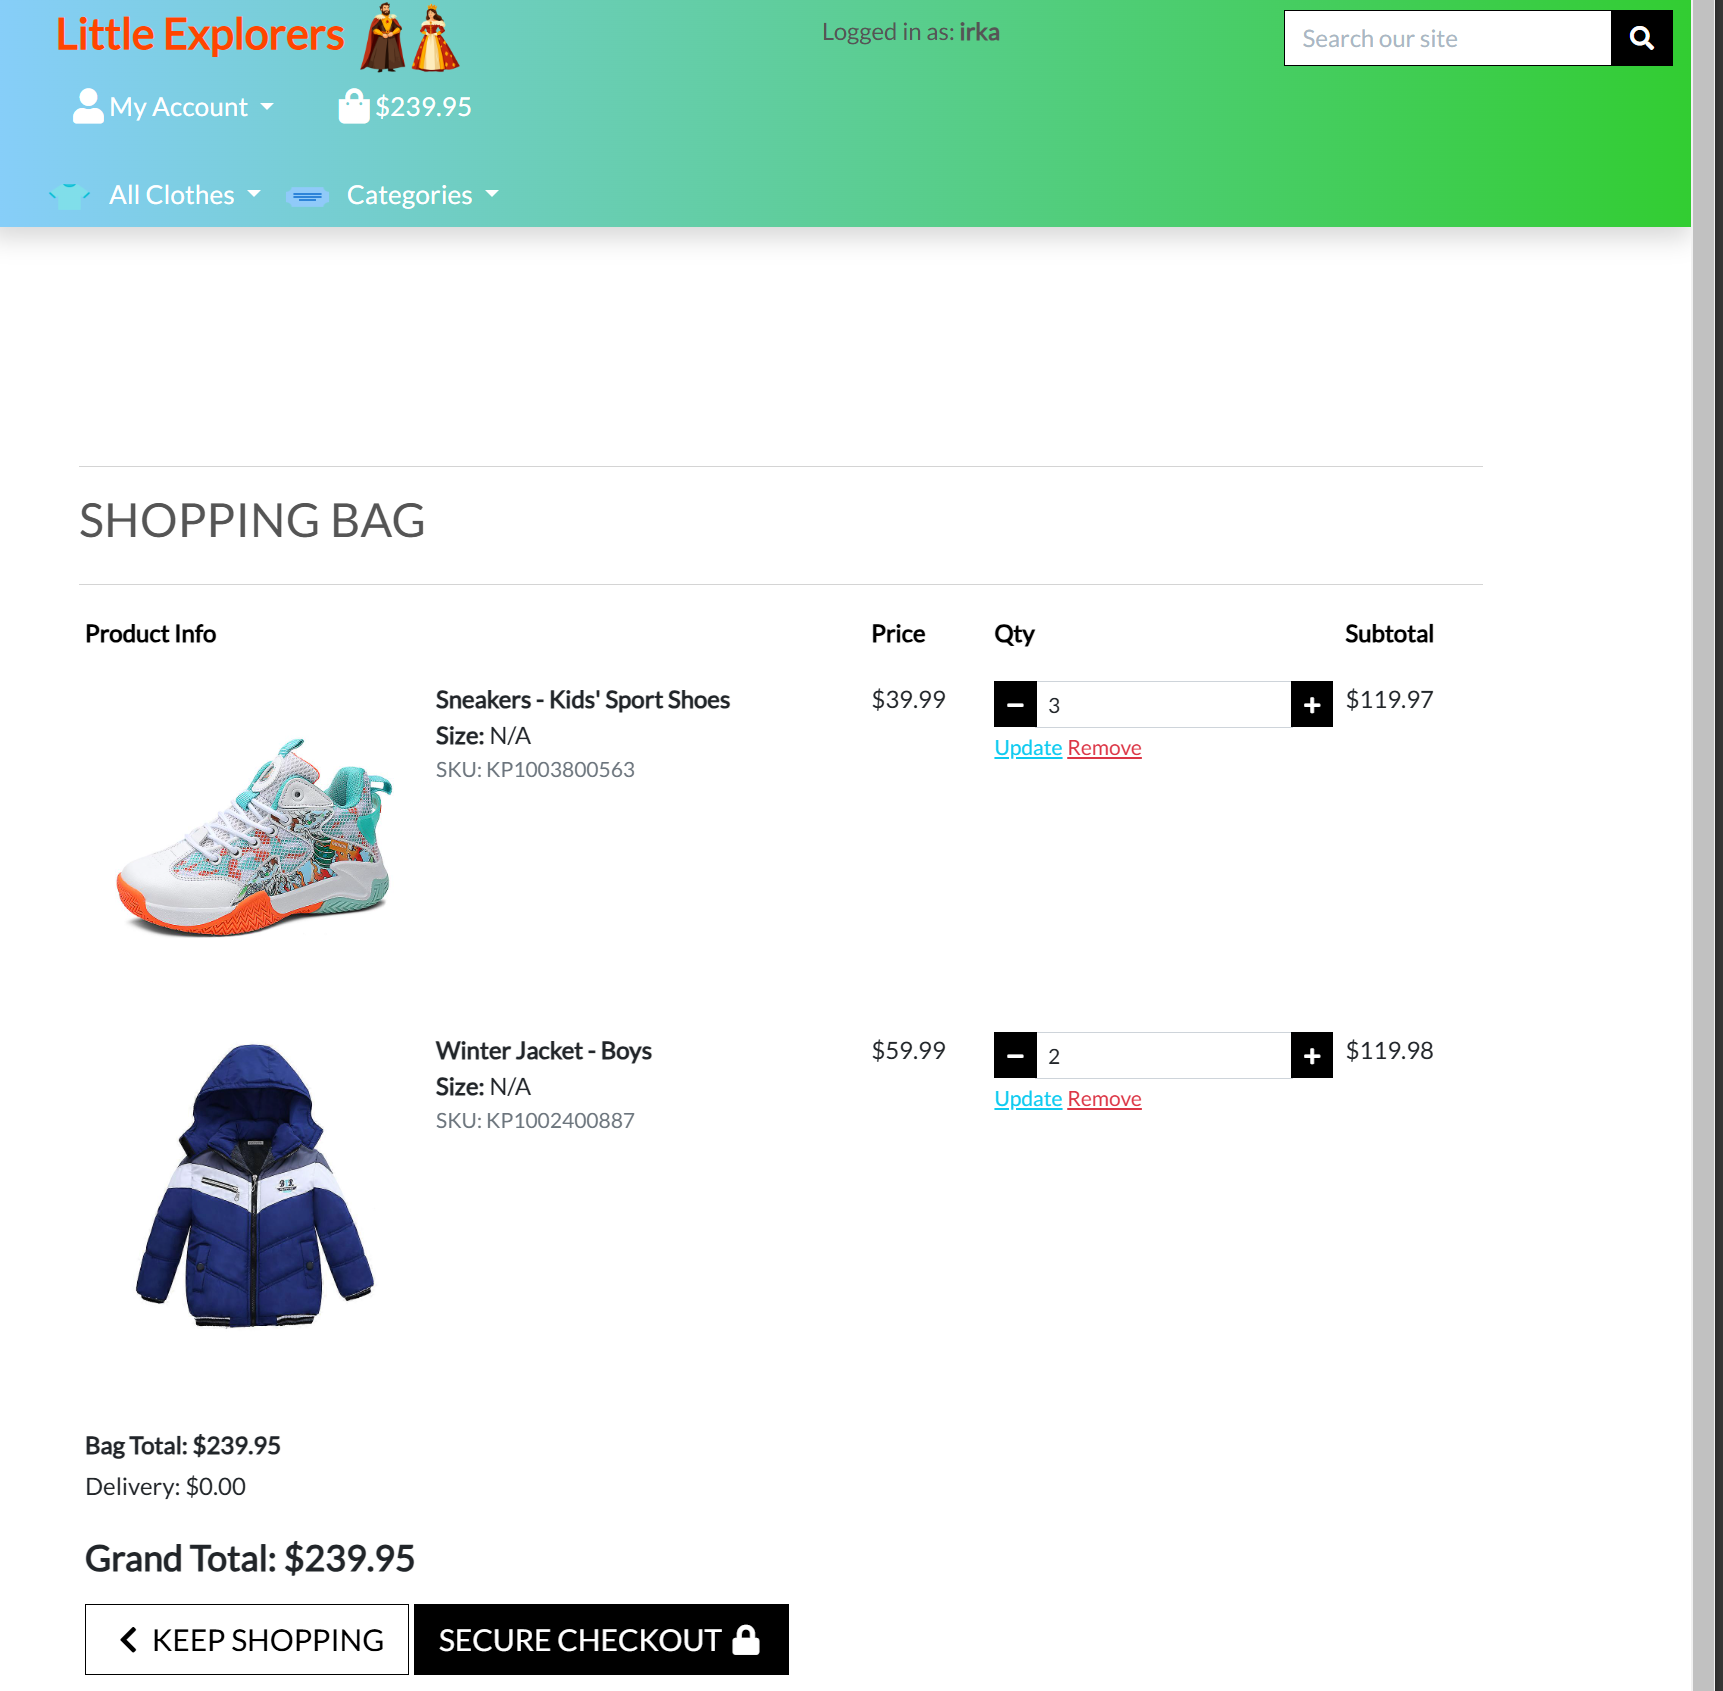 Little Explorers
Logged in as: irka
Search our site
My Account
$239.95
All Clothes
Categories
SHOPPING BAG
Product Info Price Qty Subtotal
Sneakers - Kids' Sport Shoes $39.99 3 $119.97
Size: N/A
Update Remove
SKU: KP1003800563
Winter Jacket - Boys $59.99 2 $119.98
Size: N/A
Update Remove
SKU: KP1002400887
Bag Total: $239.95
Delivery: $0.00
Grand Total: $239.95
KEEP SHOPPING
SECURE CHECKOUT